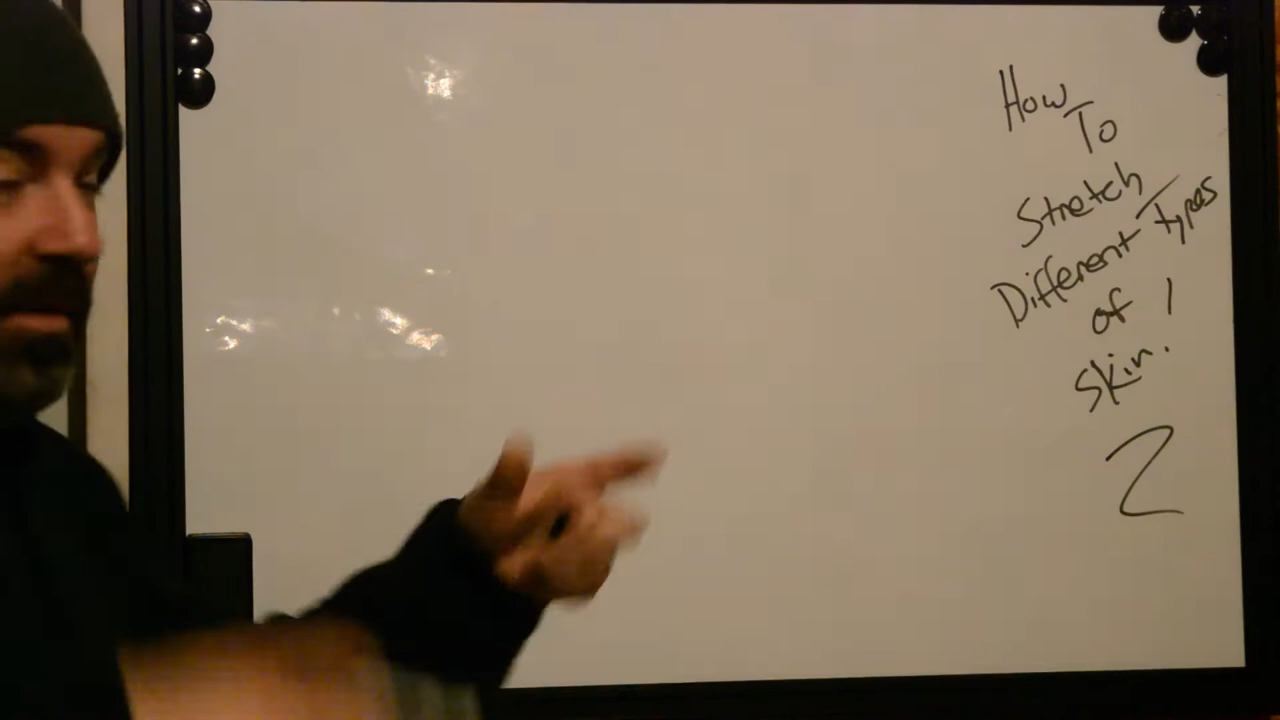 How
To
Stretch
Different Types
of !
Skin.
2